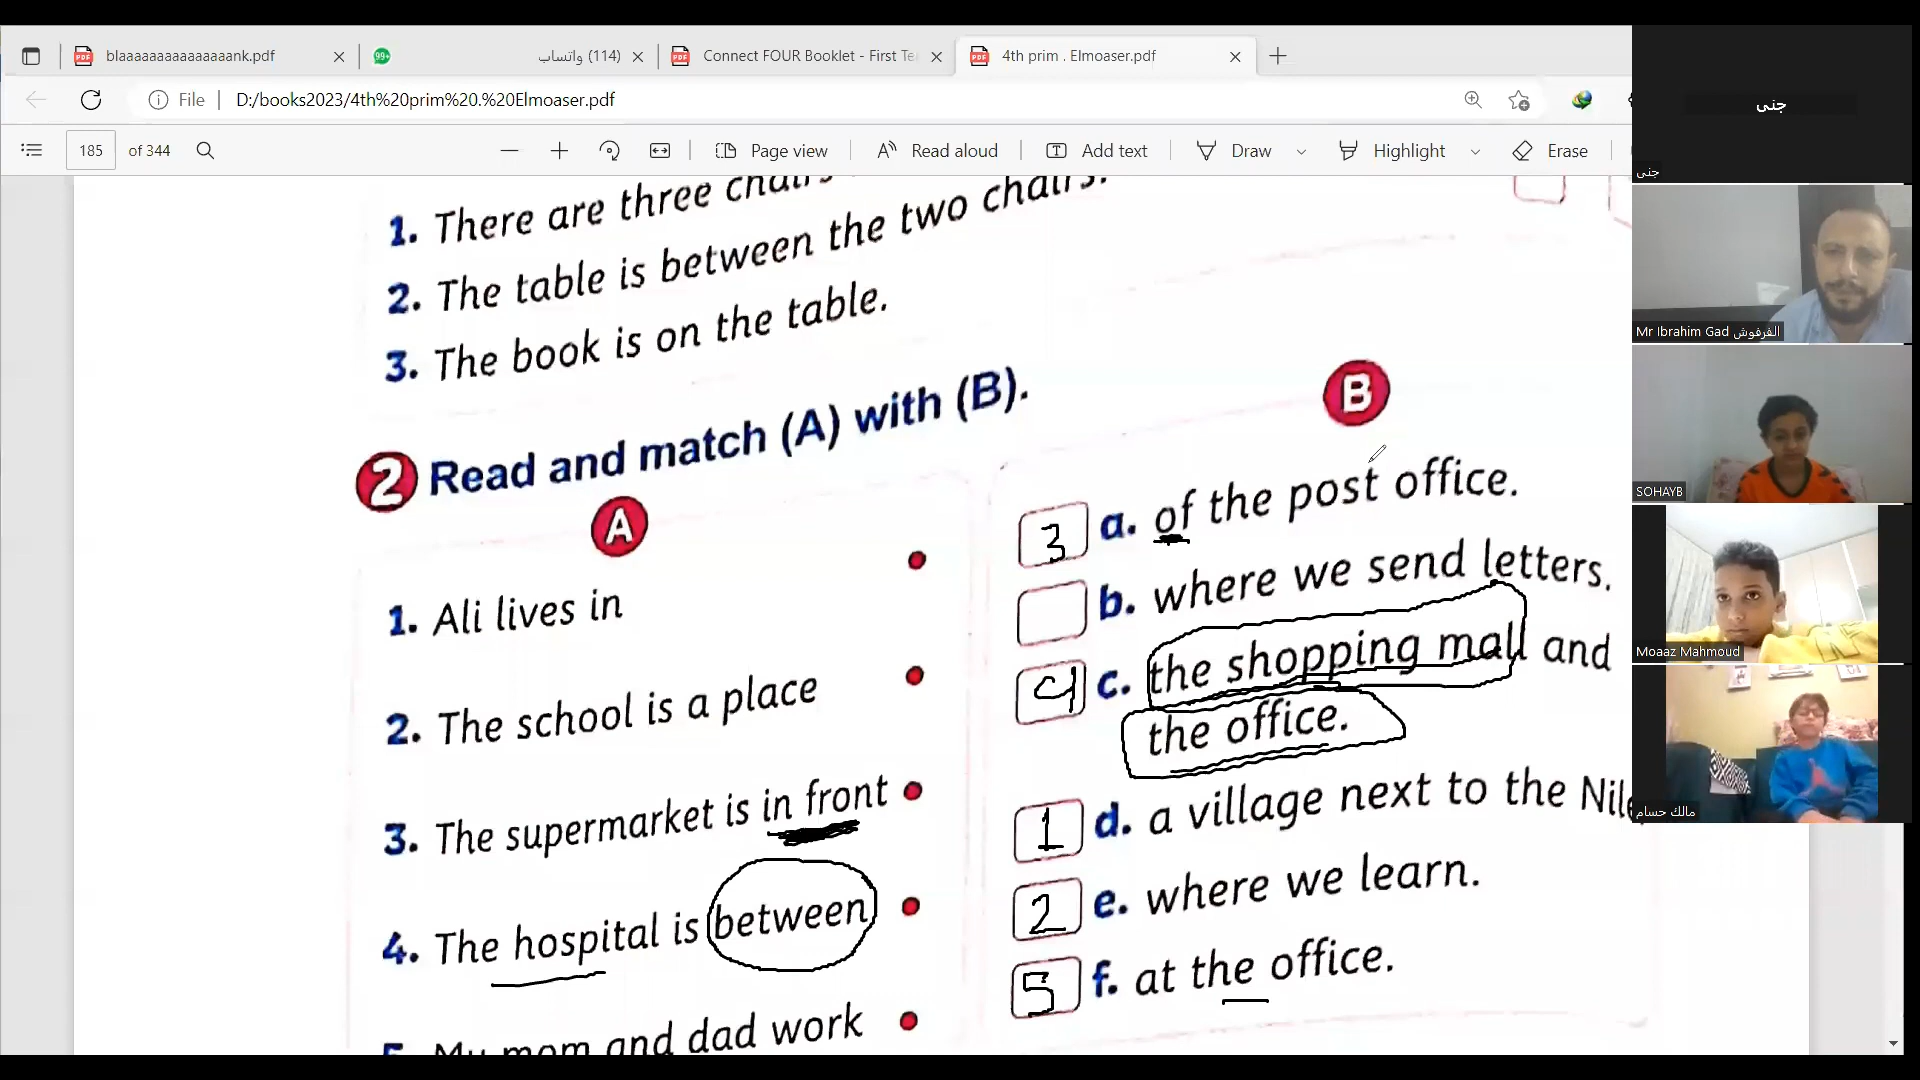 blaaaaaaaaaaaaaaank.pdf
99+
(114) واتساب
Connect FOUR Booklet - First Te
4th prim . Elmoaser.pdf
File
D:/books2023/4th%20prim%20.%20Elmoaser.pdf
185 of 344
Page view
Read aloud
Add text
Draw
Highlight
Erase
1. There are three chairs
2. The table is between the two chairs.
3. The book is on the table.
2 Read and match (A) with (B).
A
1. Ali lives in
2. The school is a place
3. The supermarket is in front
4. The hospital is between
5. My mom and dad work
B
3 a. of the post office.
b. where we send letters.
4 c. the shopping mall and
the office.
1 d. a village next to the Nile
2 e. where we learn.
5 f. at the office.
جنى
جنى
Mr Ibrahim Gad القرفوش
SOHAYB
Moaaz Mahmoud
مالك حسام